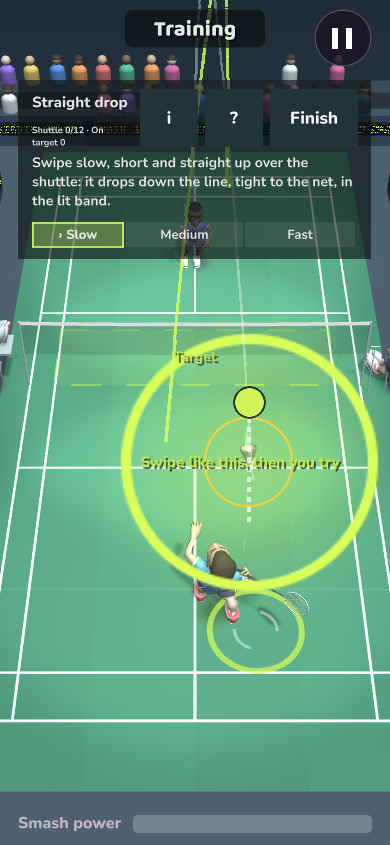 Training
Straight drop
Shuttle 0/12 · On
target 0
i
?
Finish
Swipe slow, short and straight up over the
shuttle: it drops down the line, tight to the net, in
the lit band.
› Slow
Medium
Fast
Target
Swipe like this, then you try
Smash power